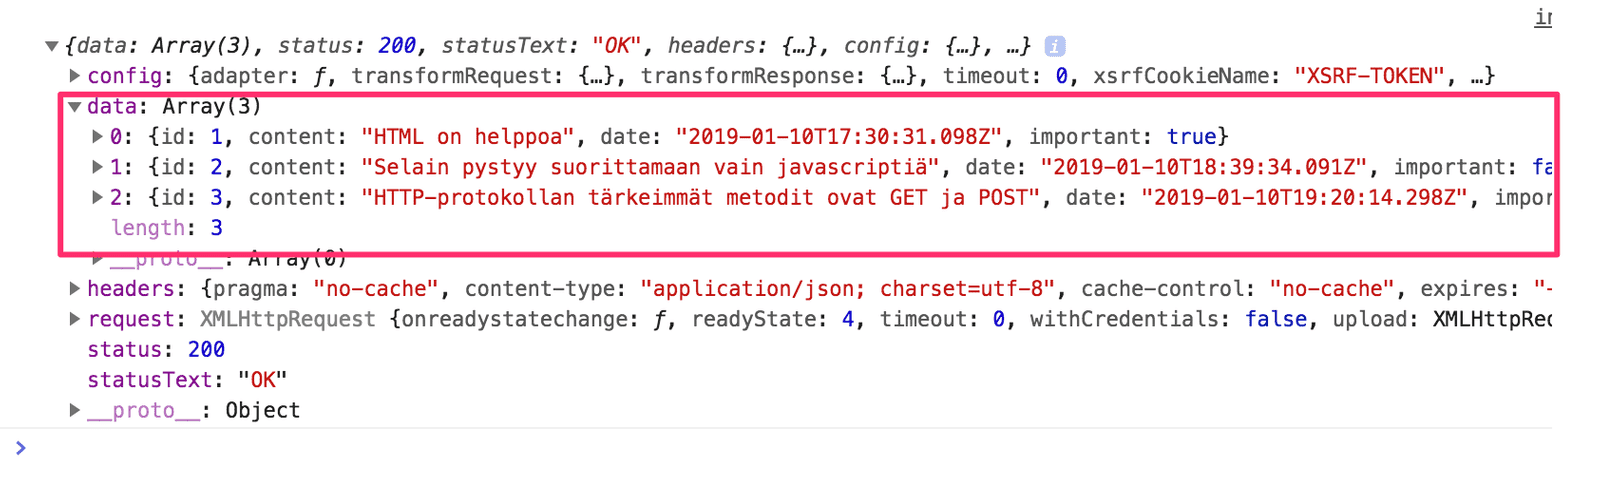 in
▼{data: Array(3), status: 200, statusText: "OK", headers: {…}, config: {…}, …} i
▶config: {adapter: ƒ, transformRequest: {…}, transformResponse: {…}, timeout: 0, xsrfCookieName: "XSRF-TOKEN", …}
▼data: Array(3)
▶0: {id: 1, content: "HTML on helppoa", date: "2019-01-10T17:30:31.098Z", important: true}
▶1: {id: 2, content: "Selain pystyy suorittamaan vain javascriptiä", date: "2019-01-10T18:39:34.091Z", important: fa
▶2: {id: 3, content: "HTTP-protokollan tärkeimmät metodit ovat GET ja POST", date: "2019-01-10T19:20:14.298Z", impor
length: 3
▶__proto__: Array(0)
▶headers: {pragma: "no-cache", content-type: "application/json; charset=utf-8", cache-control: "no-cache", expires: "-
▶request: XMLHttpRequest {onreadystatechange: ƒ, readyState: 4, timeout: 0, withCredentials: false, upload: XMLHttpReq
status: 200
statusText: "OK"
▶__proto__: Object
>